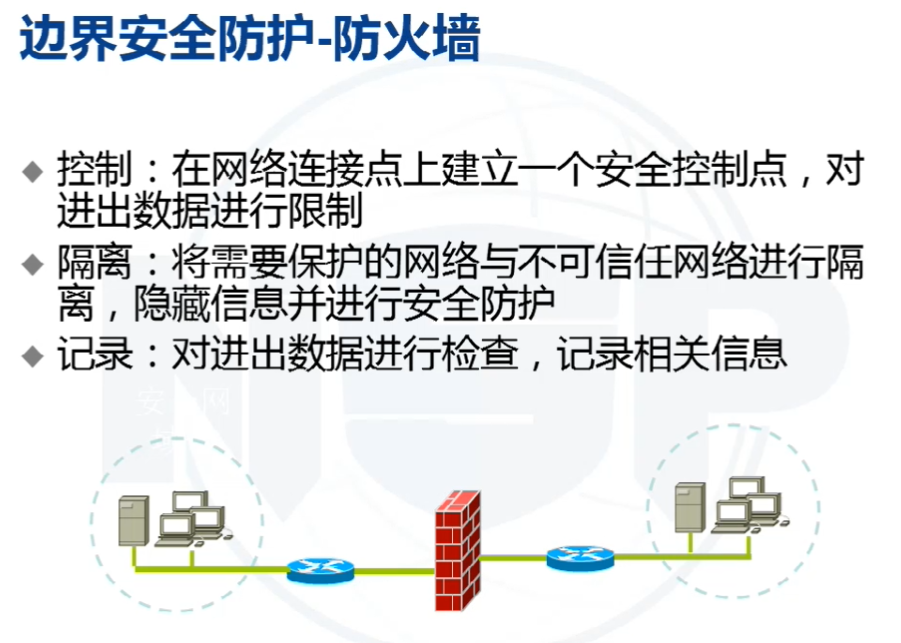 边界安全防护-防火墙
控制：在网络连接点上建立一个安全控制点，对
进出数据进行限制
隔离：将需要保护的网络与不可信任网络进行隔
离，隐藏信息并进行安全防护
记录：对进出数据进行检查，记录相关信息